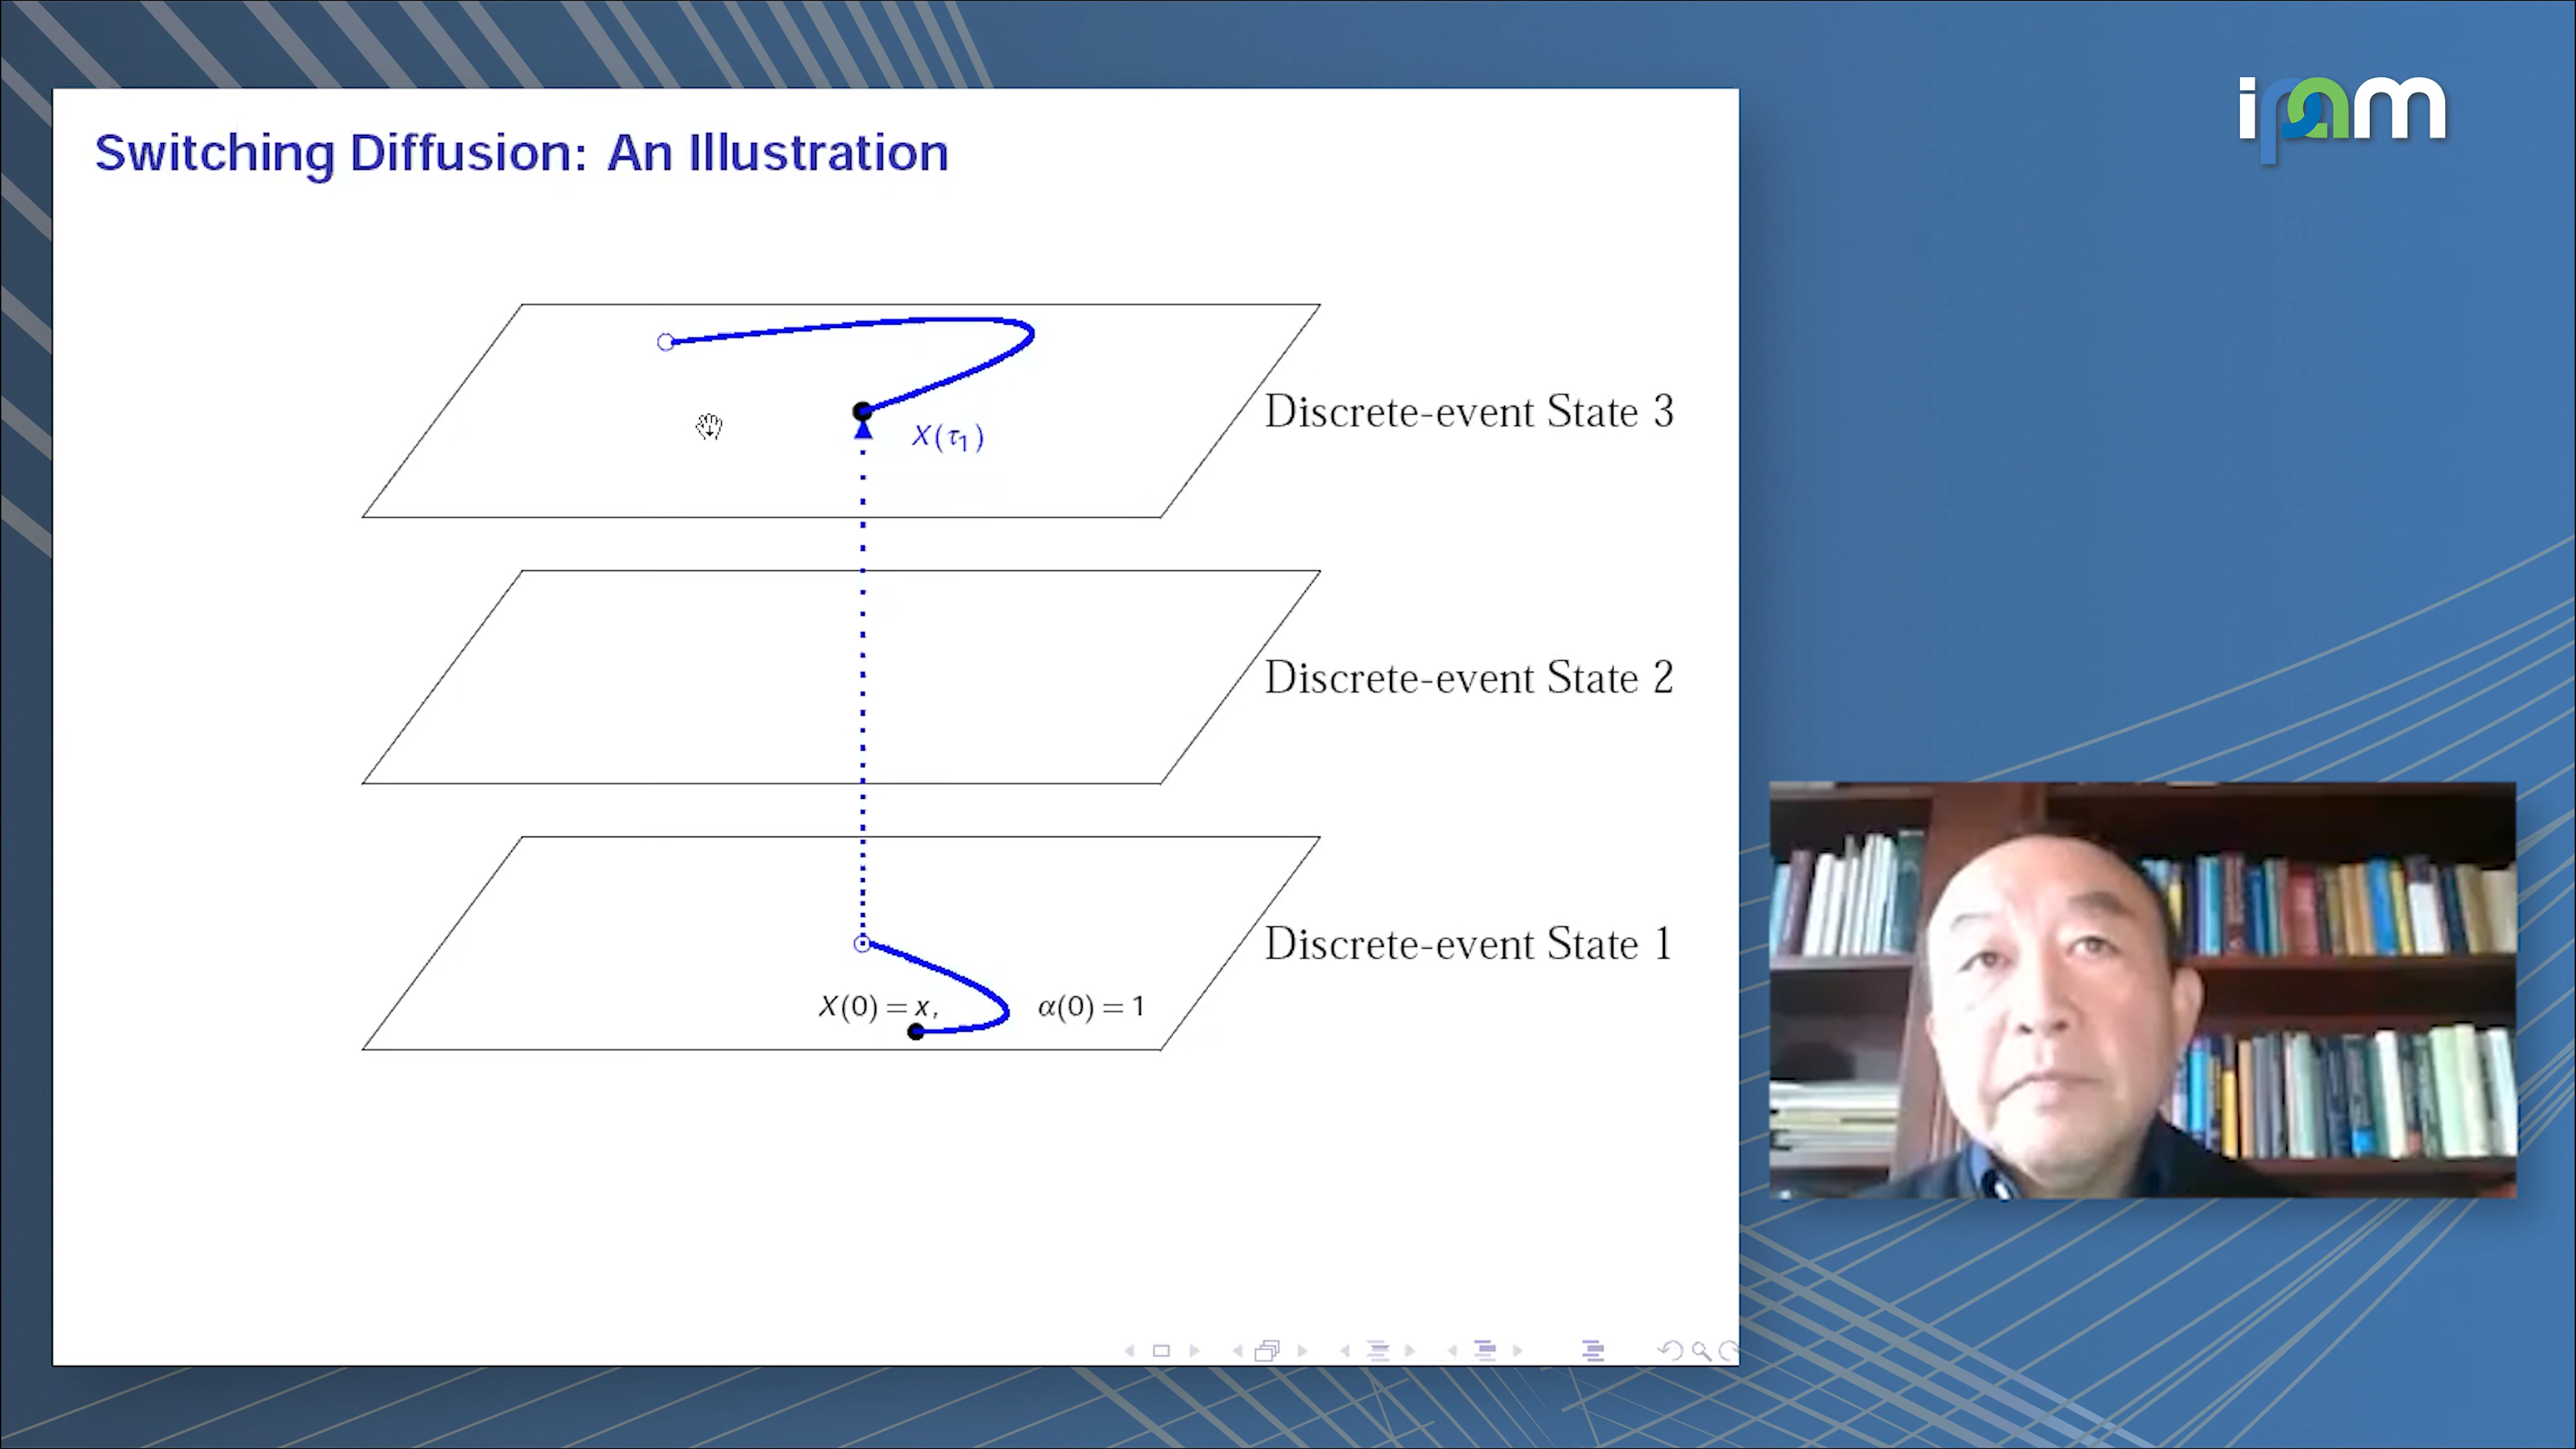 ipam
Switching Diffusion: An Illustration
X(τ₁)
Discrete-event State 3
Discrete-event State 2
Discrete-event State 1
X(0) = x, α(0) = 1